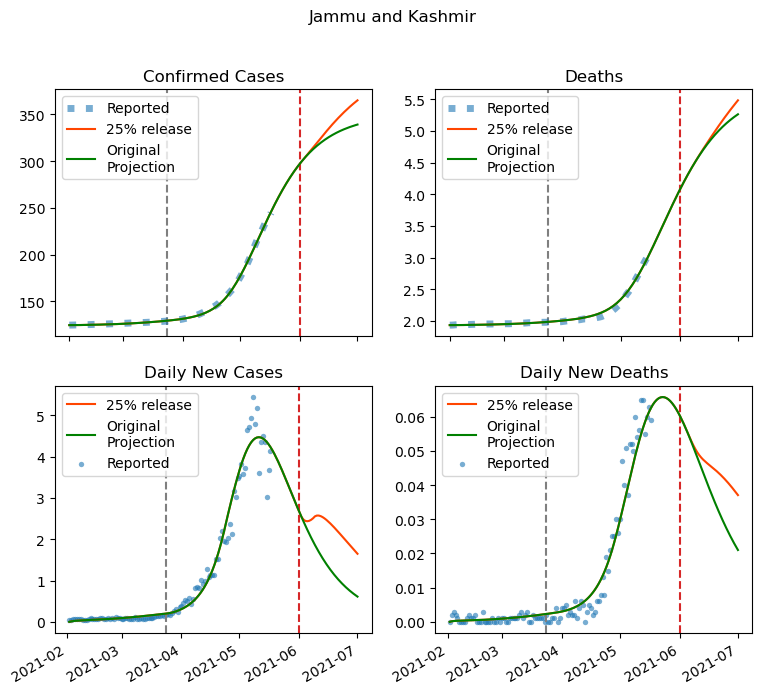 Jammu and Kashmir
Confirmed Cases
350
300
250
200
150
Reported
25% release
Original
Projection
Deaths
5.5
5.0
4.5
4.0
3.5
3.0
2.5
2.0
Reported
25% release
Original
Projection
Daily New Cases
5
4
3
2
1
0
25% release
Original
Projection
Reported
2021-02
2021-03
2021-04
2021-05
2021-06
2021-07
Daily New Deaths
0.06
0.05
0.04
0.03
0.02
0.01
0.00
25% release
Original
Projection
Reported
2021-02
2021-03
2021-04
2021-05
2021-06
2021-07